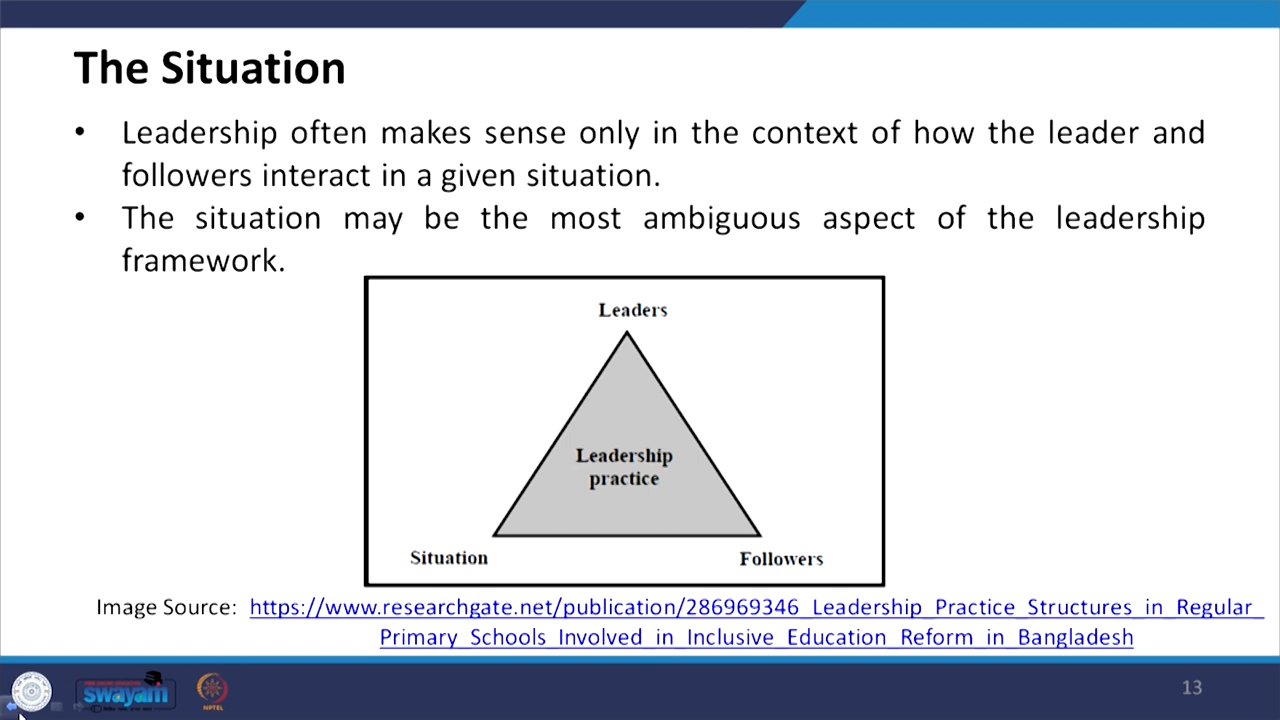 The Situation
• Leadership often makes sense only in the context of how the leader and
followers interact in a given situation.
• The situation may be the most ambiguous aspect of the leadership
framework.
Leaders
Leadership
practice
Situation
Followers
Image Source: https://www.researchgate.net/publication/286969346_Leadership_Practice_Structures_in_Regular_
Primary_Schools_Involved_in_Inclusive_Education_Reform_in_Bangladesh
swayam
NPTEL
13